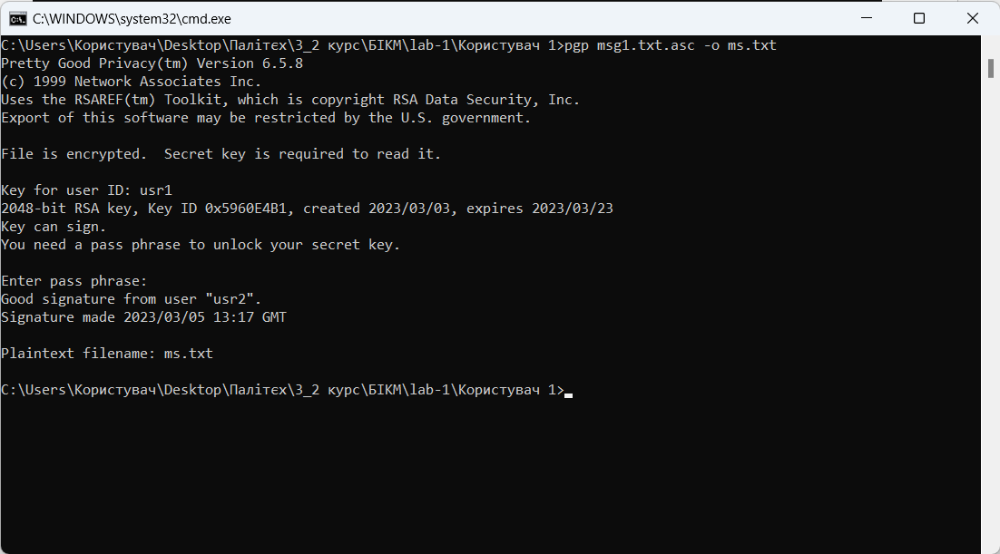 C:\WINDOWS\system32\cmd.exe
C:\Users\Користувач\Desktop\Палітєх\3_2 курс\БІКМ\lab-1\Користувач 1>pgp msg1.txt.asc -o ms.txt
Pretty Good Privacy(tm) Version 6.5.8
(c) 1999 Network Associates Inc.
Uses the RSAREF(tm) Toolkit, which is copyright RSA Data Security, Inc.
Export of this software may be restricted by the U.S. government.
File is encrypted.  Secret key is required to read it.
Key for user ID: usr1
2048-bit RSA key, Key ID 0x5960E4B1, created 2023/03/03, expires 2023/03/23
Key can sign.
You need a pass phrase to unlock your secret key.
Enter pass phrase:
Good signature from user "usr2".
Signature made 2023/03/05 13:17 GMT
Plaintext filename: ms.txt
C:\Users\Користувач\Desktop\Палітєх\3_2 курс\БІКМ\lab-1\Користувач 1>